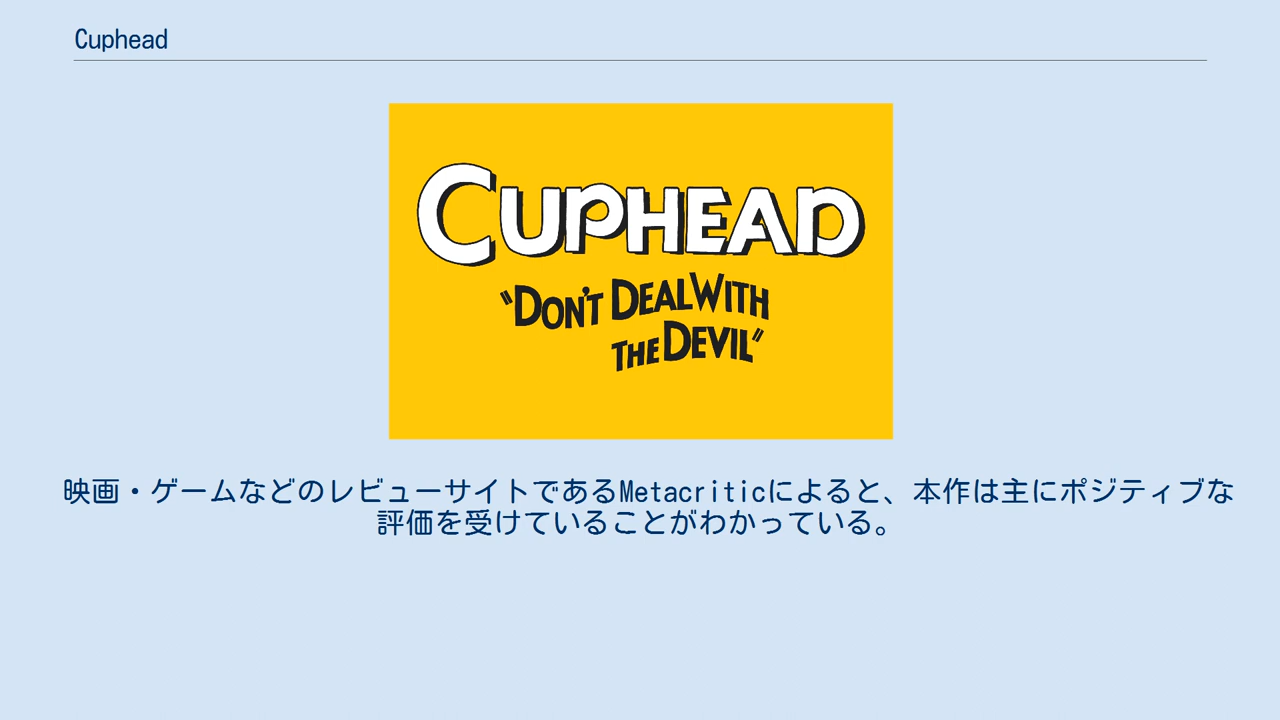 Cuphead
CUPHEAD
"DON'T DEAL WITH
THE DEVIL"
映画・ゲームなどのレビューサイトであるMetacriticによると、本作は主にポジティブな
評価を受けていることがわかっている。